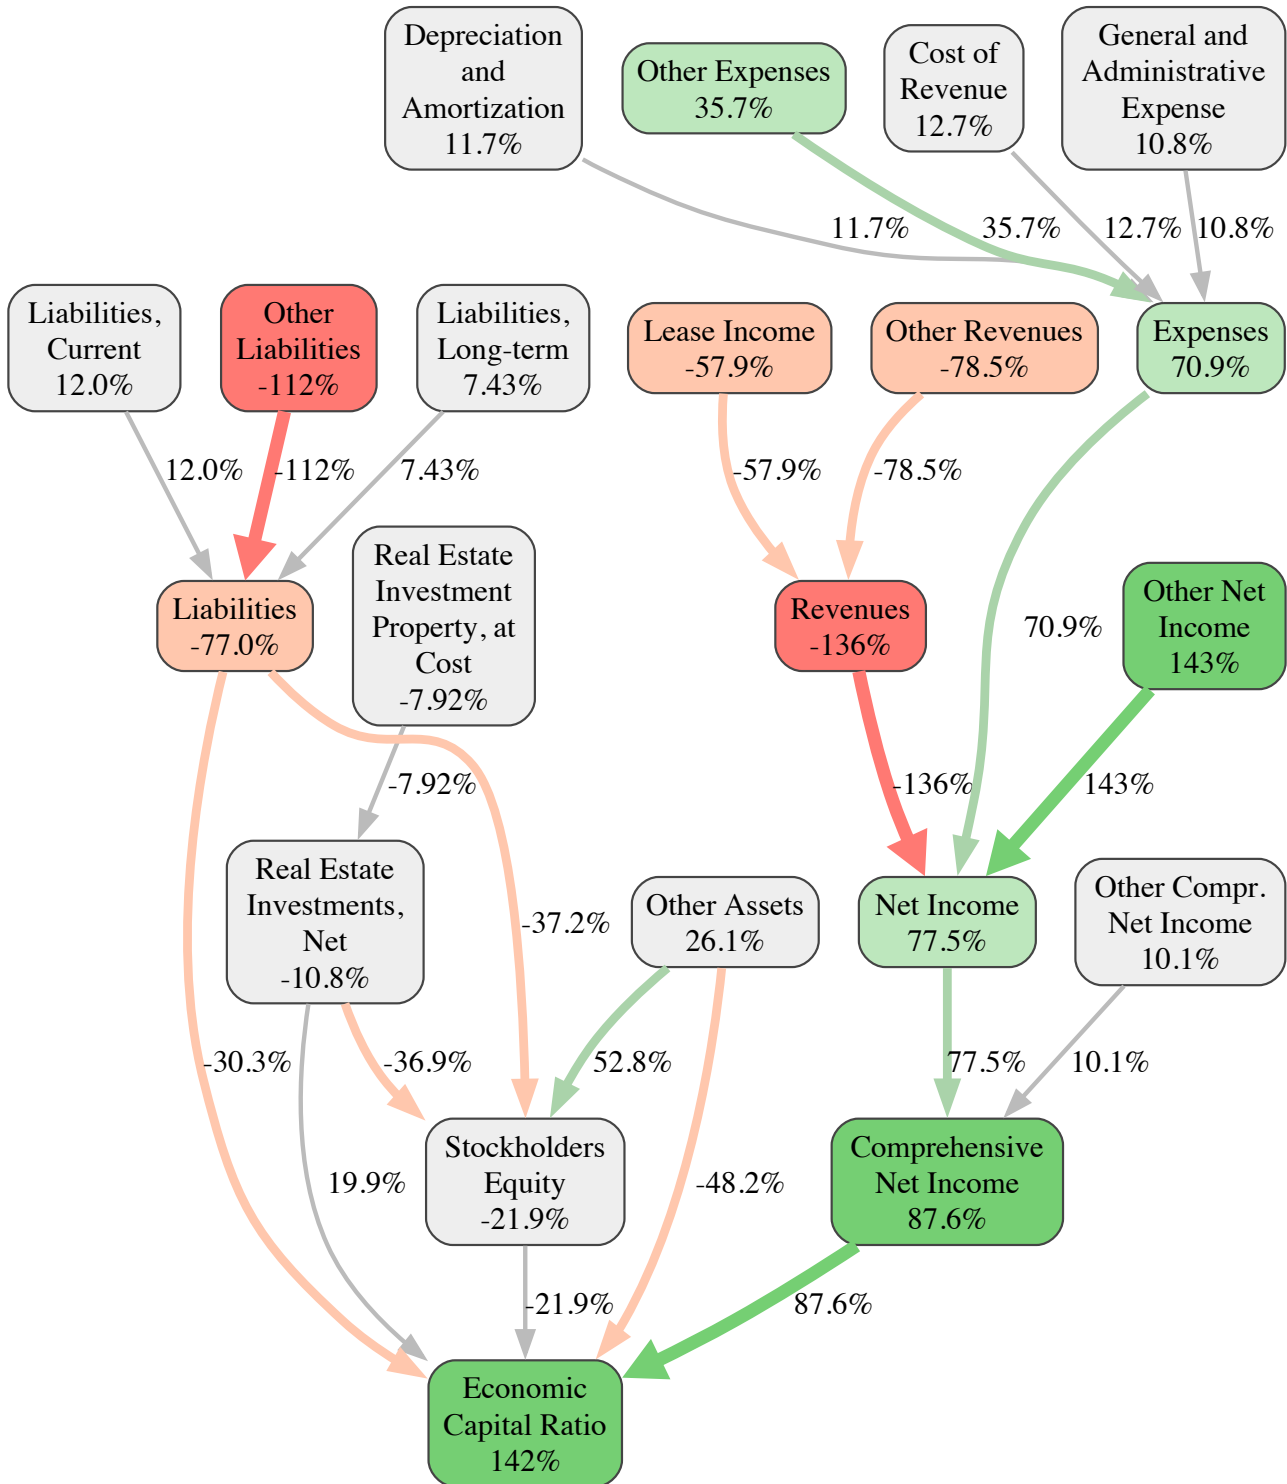 Depreciation
and
Amortization
11.7%
Other Expenses
35.7%
Cost of
Revenue
12.7%
General and
Administrative
Expense
10.8%
11.7%
35.7%
12.7%
10.8%
Liabilities,
Current
12.0%
Other
Liabilities
-112%
Liabilities,
Long-term
7.43%
Lease Income
-57.9%
Other Revenues
-78.5%
Expenses
70.9%
12.0%
-112%
7.43%
-57.9%
-78.5%
Real Estate
Investment
Property, at
Cost
-7.92%
Liabilities
-77.0%
Revenues
-136%
70.9%
Other Net
Income
143%
-7.92%
-136%
143%
Real Estate
Investments,
Net
-10.8%
-37.2%
Other Assets
26.1%
Net Income
77.5%
Other Compr.
Net Income
10.1%
-30.3%
-36.9%
52.8%
77.5%
10.1%
19.9%
Stockholders
Equity
-21.9%
-48.2%
Comprehensive
Net Income
87.6%
-21.9%
87.6%
Economic
Capital Ratio
142%